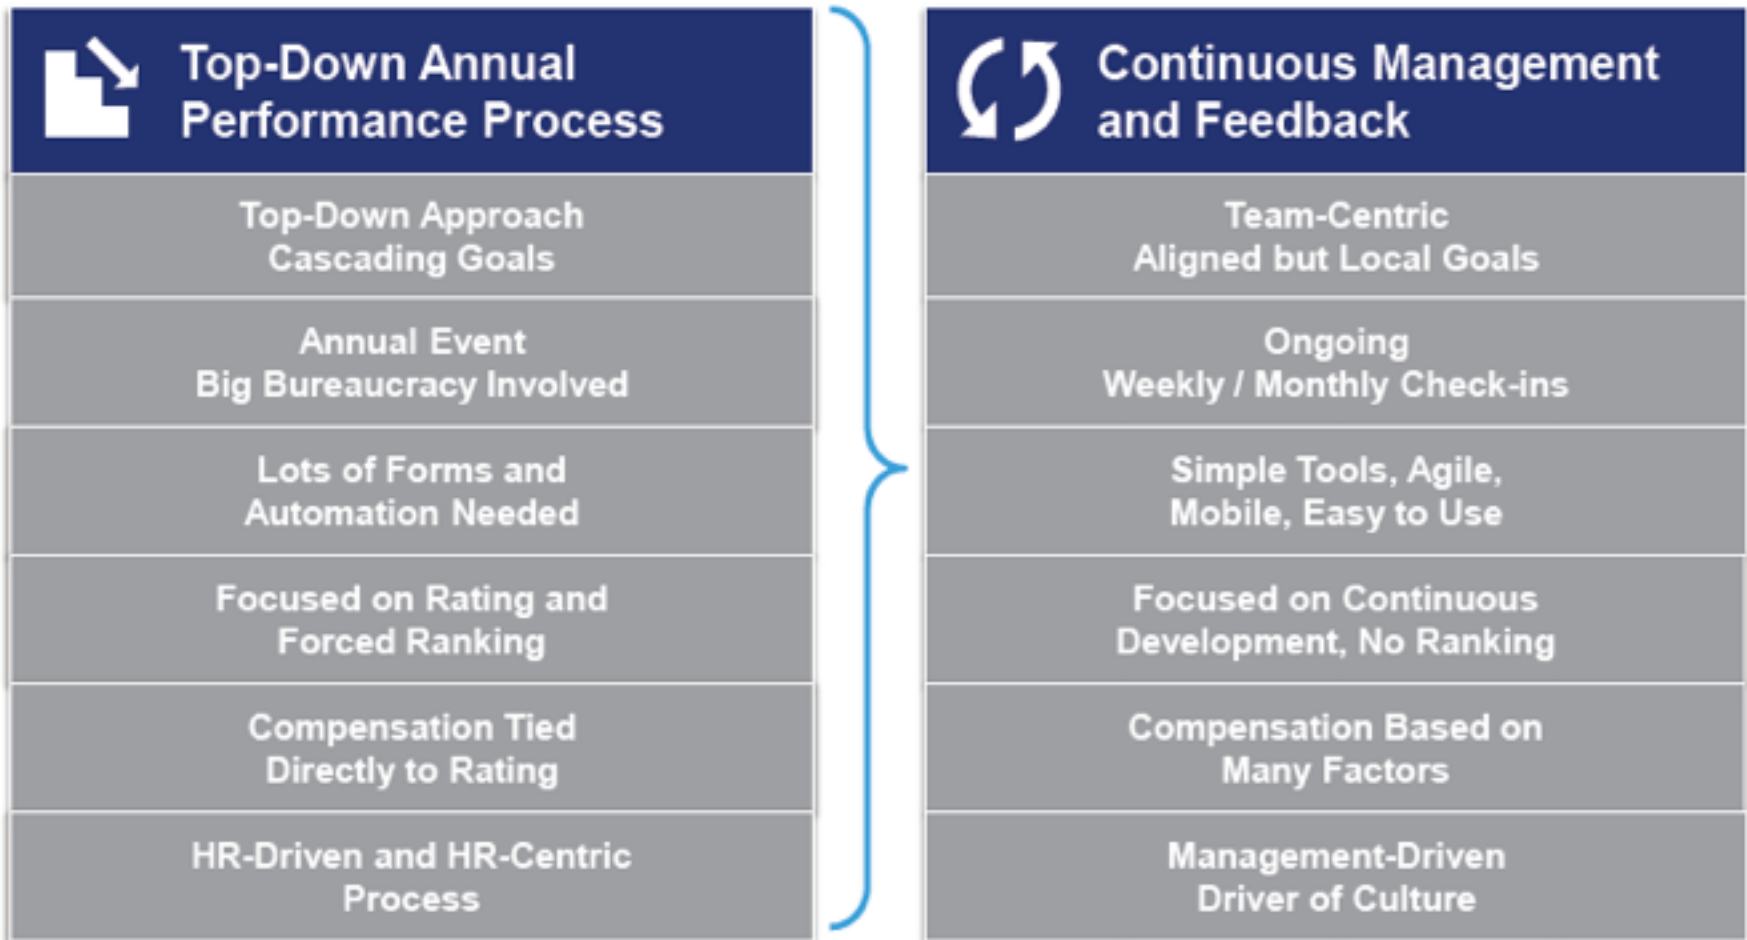 Top-Down Annual
Performance Process
Top-Down Approach
Cascading Goals
Annual Event
Big Bureaucracy Involved
Lots of Forms and
Automation Needed
Focused on Rating and
Forced Ranking
Compensation Tied
Directly to Rating
HR-Driven and HR-Centric
Process
Continuous Management
and Feedback
Team-Centric
Aligned but Local Goals
Ongoing
Weekly / Monthly Check-ins
Simple Tools, Agile,
Mobile, Easy to Use
Focused on Continuous
Development, No Ranking
Compensation Based on
Many Factors
Management-Driven
Driver of Culture